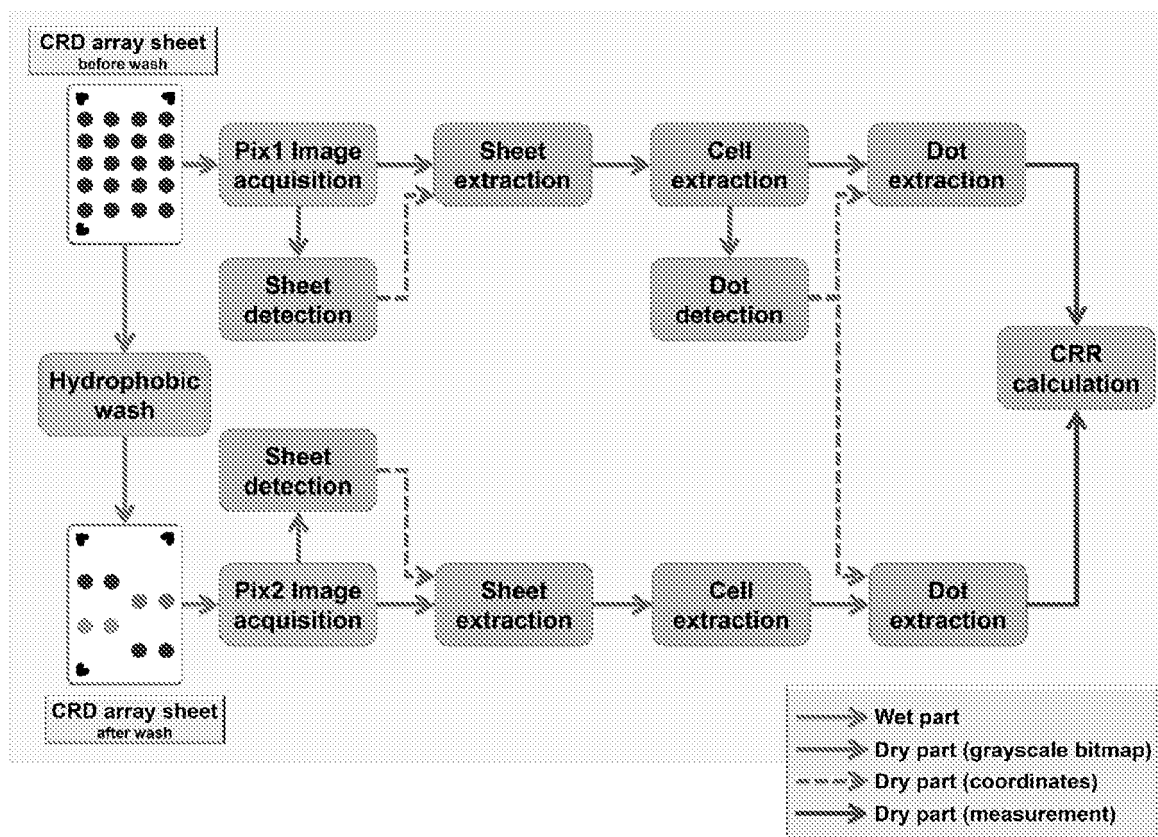 CRD array sheet
before wash
Pix1 Image
acquisition
Sheet
extraction
Cell
extraction
Dot
extraction
Sheet
detection
Dot
detection
CRR
calculation
Hydrophobic
wash
Sheet
detection
Pix2 Image
acquisition
Sheet
extraction
Cell
extraction
Dot
extraction
CRD array sheet
after wash
Wet part
Dry part (grayscale bitmap)
Dry part (coordinates)
Dry part (measurement)